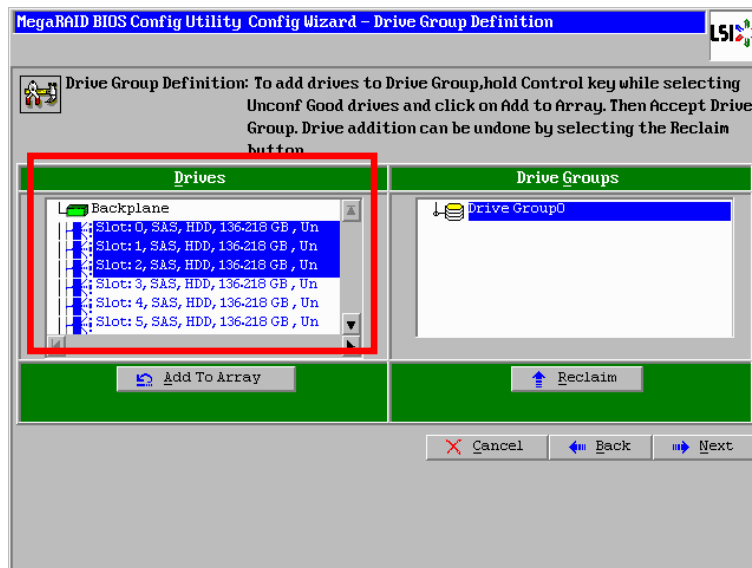 MegaRAID BIOS Config Utility Config Wizard - Drive Group Definition
LSI
Drive Group Definition: To add drives to Drive Group,hold Control key while selecting
Unconf Good drives and click on Add to Array. Then Accept Drive
Group. Drive addition can be undone by selecting the Reclaim
button
Drives
Drive Groups
Backplane
Slot: 0, SAS, HDD, 136.218 GB , Un
Slot: 1, SAS, HDD, 136.218 GB , Un
Slot: 2, SAS, HDD, 136.218 GB , Un
Slot: 3, SAS, HDD, 136.218 GB , Un
Slot: 4, SAS, HDD, 136.218 GB , Un
Slot: 5, SAS, HDD, 136.218 GB , Un
Drive Group0
Add To Array
Reclaim
Cancel
Back
Next